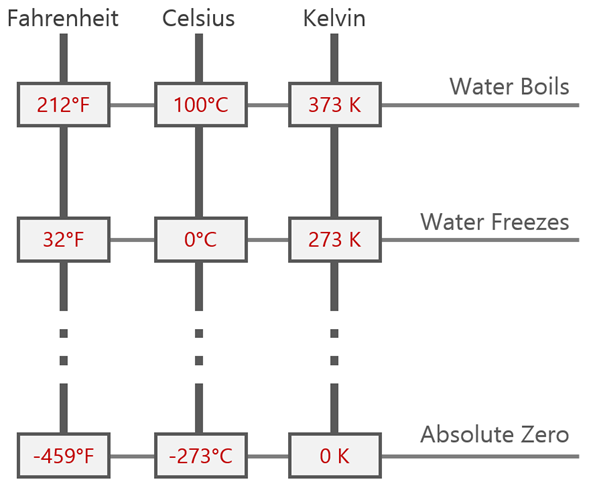 Fahrenheit Celsius Kelvin
Water Boils
212°F 100°C 373 K
Water Freezes
32°F 0°C 273 K
Absolute Zero
-459°F -273°C 0 K